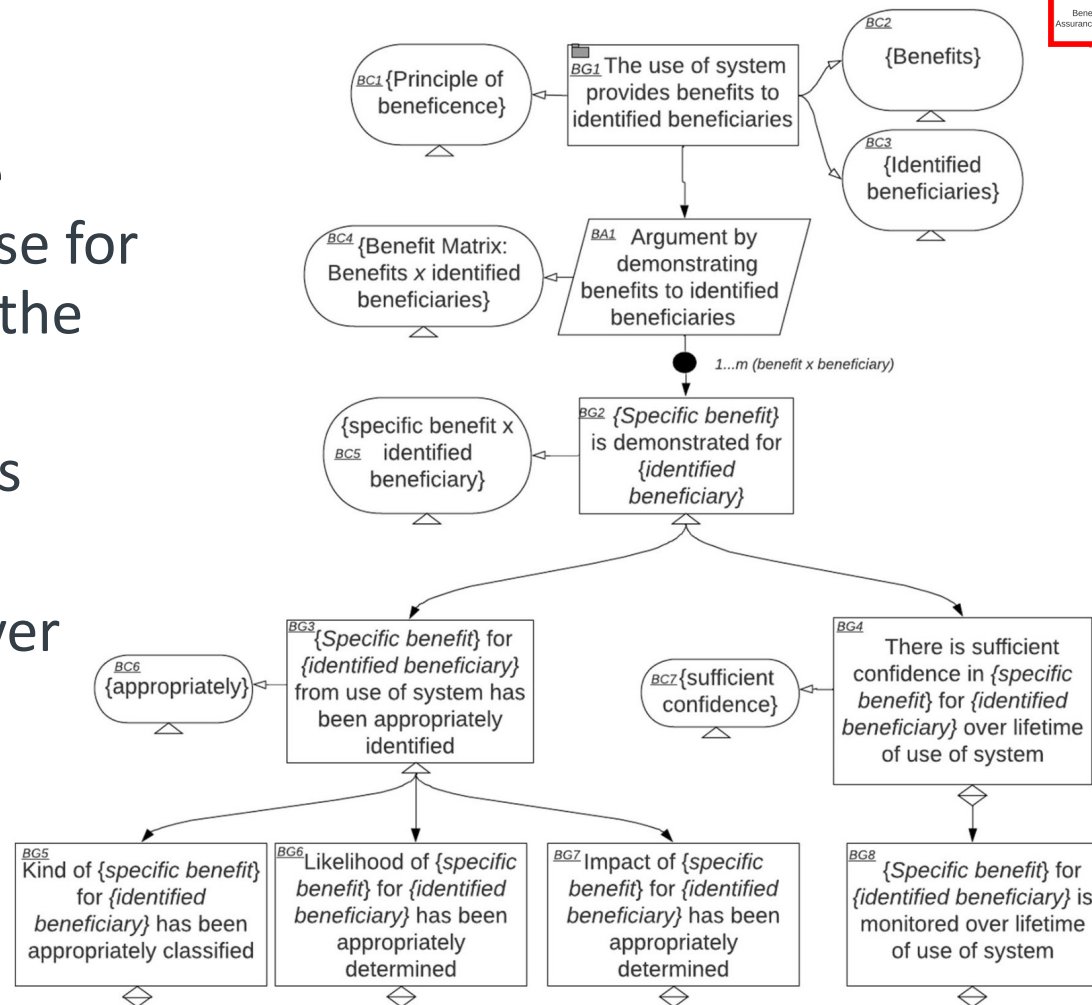 se for
the
s
ver
Bene
Assurance
BC1 {Principle of
beneficence}
BG1 The use of system
provides benefits to
identified beneficiaries
BC2
{Benefits}
BC3
{Identified
beneficiaries}
BC4 {Benefit Matrix:
Benefits x identified
beneficiaries}
BA1 Argument by
demonstrating
benefits to identified
beneficiaries
1...m (benefit x beneficiary)
{specific benefit x
BC5 identified
beneficiary}
BG2 {Specific benefit}
is demonstrated for
{identified
beneficiary}
BC6
{appropriately}
BG3
{Specific benefit} for
{identified beneficiary}
from use of system has
been appropriately
identified
BC7 {sufficient
confidence}
BG4
There is sufficient
confidence in {specific
benefit} for {identified
beneficiary} over lifetime
of use of system
BG5
Kind of {specific benefit}
for {identified
beneficiary} has been
appropriately classified
BG6 Likelihood of {specific
benefit} for {identified
beneficiary} has been
appropriately
determined
BG7 Impact of {specific
benefit} for {identified
beneficiary} has been
appropriately
determined
BG8
{Specific benefit} for
{identified beneficiary} is
monitored over lifetime
of use of system